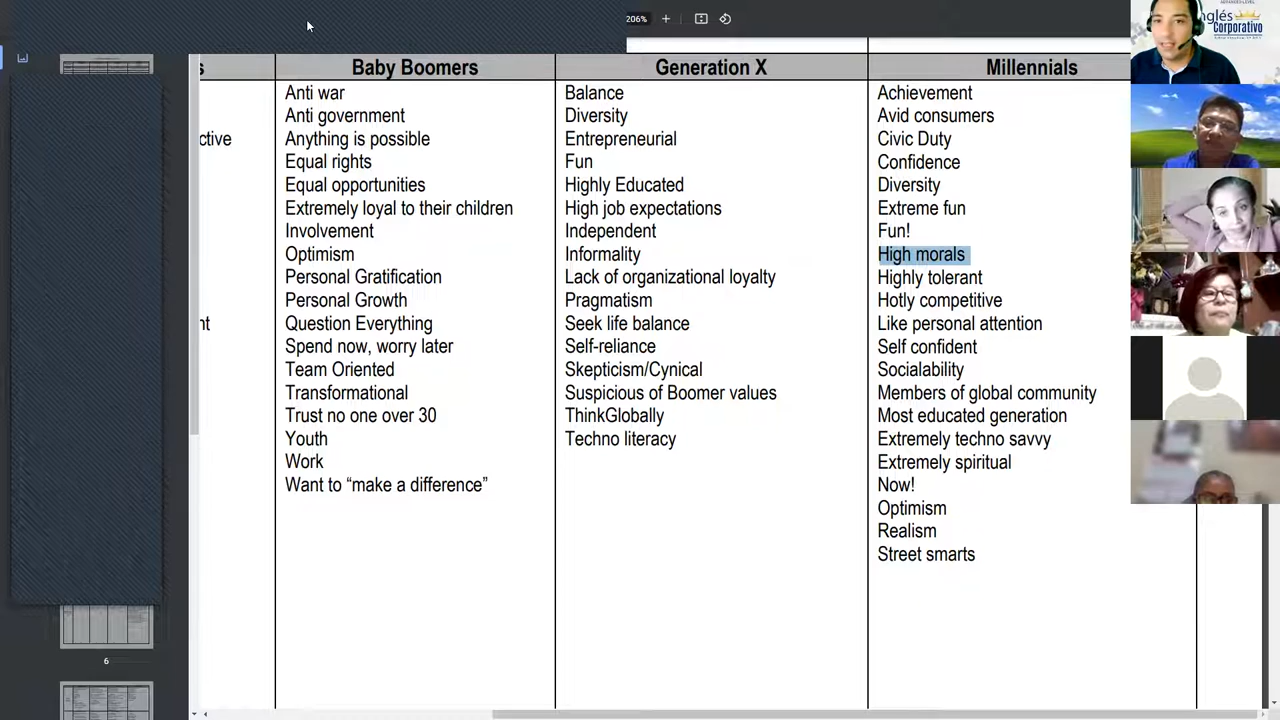 206%
s
Baby Boomers
Generation X
Millennials
ctive
nt
Anti war
Anti government
Anything is possible
Equal rights
Equal opportunities
Extremely loyal to their children
Involvement
Optimism
Personal Gratification
Personal Growth
Question Everything
Spend now, worry later
Team Oriented
Transformational
Trust no one over 30
Youth
Work
Want to “make a difference”
Balance
Diversity
Entrepreneurial
Fun
Highly Educated
High job expectations
Independent
Informality
Lack of organizational loyalty
Pragmatism
Seek life balance
Self-reliance
Skepticism/Cynical
Suspicious of Boomer values
ThinkGlobally
Techno literacy
Achievement
Avid consumers
Civic Duty
Confidence
Diversity
Extreme fun
Fun!
High morals
Highly tolerant
Hotly competitive
Like personal attention
Self confident
Socialability
Members of global community
Most educated generation
Extremely techno savvy
Extremely spiritual
Now!
Optimism
Realism
Street smarts
6
nglés
Corporativo